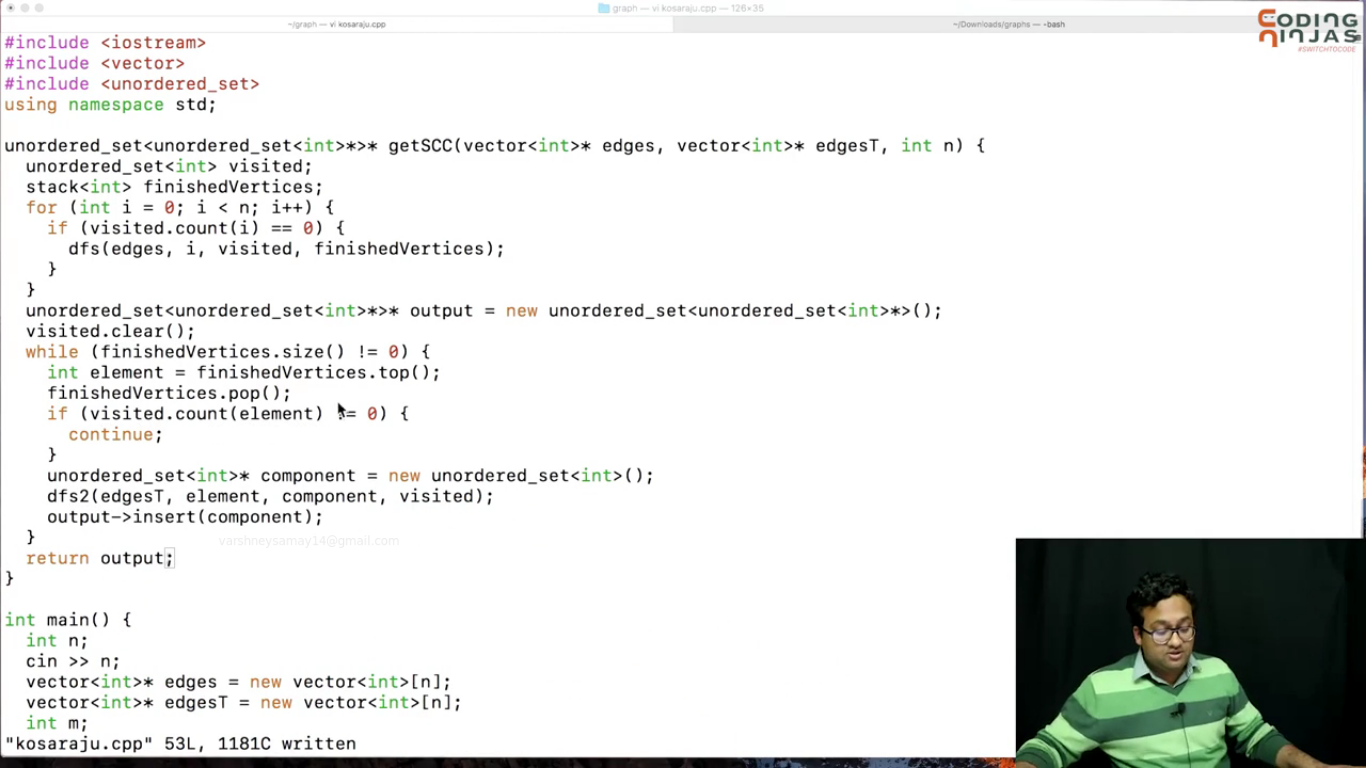 graph — vi kosaraju.cpp — 126×35
~/graph — vi kosaraju.cpp
~/Downloads/graphs — -bash
CODING
NINJAS
#SWITCHTOCODE
#include <iostream>
#include <vector>
#include <unordered_set>
using namespace std;
unordered_set<unordered_set<int>*>* getSCC(vector<int>* edges, vector<int>* edgesT, int n) {
unordered_set<int> visited;
stack<int> finishedVertices;
for (int i = 0; i < n; i++) {
if (visited.count(i) == 0) {
dfs(edges, i, visited, finishedVertices);
}
}
unordered_set<unordered_set<int>*>* output = new unordered_set<unordered_set<int>*>();
visited.clear();
while (finishedVertices.size() != 0) {
int element = finishedVertices.top();
finishedVertices.pop();
if (visited.count(element) != 0) {
continue;
}
unordered_set<int>* component = new unordered_set<int>();
dfs2(edgesT, element, component, visited);
output->insert(component);
}
varshneysamay14@gmail.com
return output;
}
int main() {
int n;
cin >> n;
vector<int>* edges = new vector<int>[n];
vector<int>* edgesT = new vector<int>[n];
int m;
"kosaraju.cpp" 53L, 1181C written